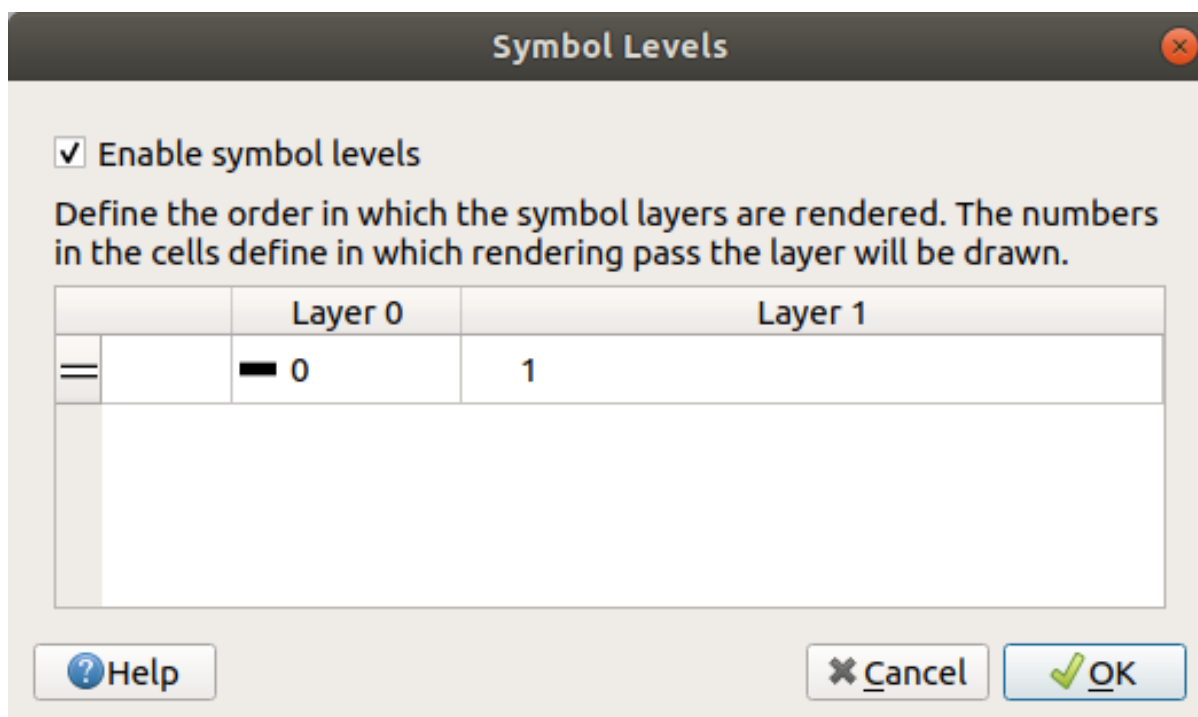 Symbol Levels
Enable symbol levels
Define the order in which the symbol layers are rendered. The numbers
in the cells define in which rendering pass the layer will be drawn.
Layer 0 Layer 1
0 1
Help Cancel OK